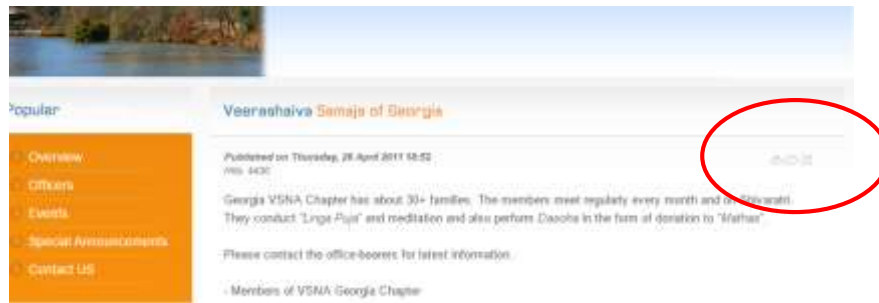 Popular
Overview
Officers
Events
Special Announcements
Contact US
Veerashaiva Samaja of Georgia
Published on Thursday, 28 April 2011 18:52
Georgia VSNA Chapter has about 30+ families. The members meet regularly every month and on Shivaratri.
They conduct "Linga Puja" and meditation and also perform Dasoha in the form of donation to "Mathas".
Please contact the office-bearers for latest information.
- Members of VSNA Georgia Chapter